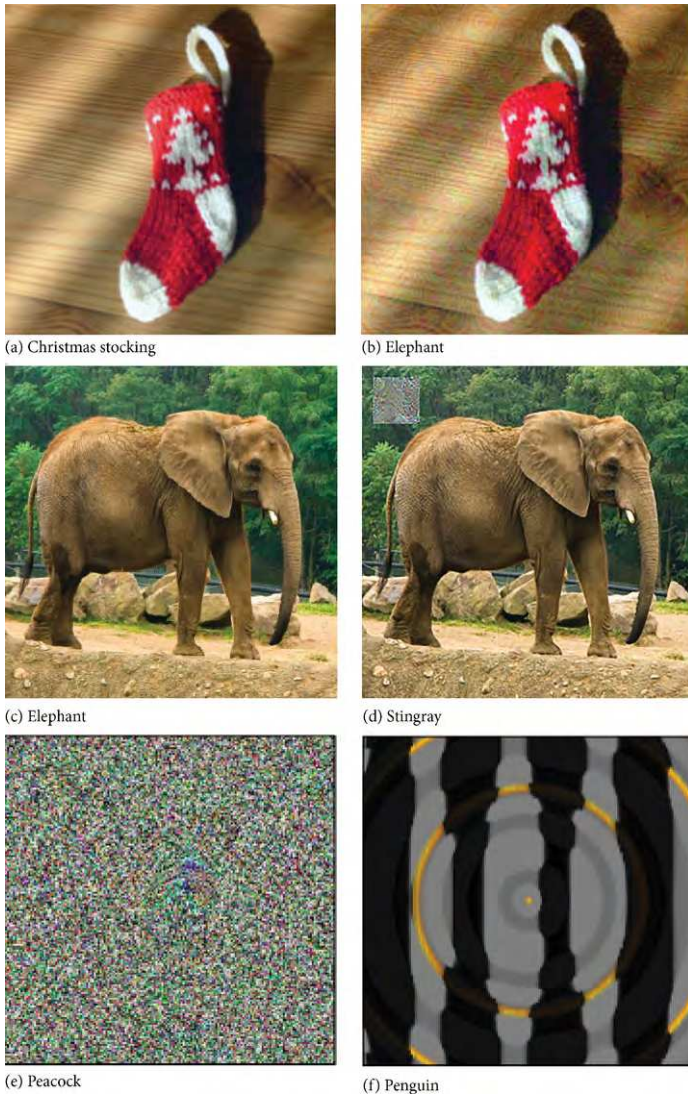 (a) Christmas stocking
(b) Elephant
(c) Elephant
(d) Stingray
(e) Peacock
(f) Penguin